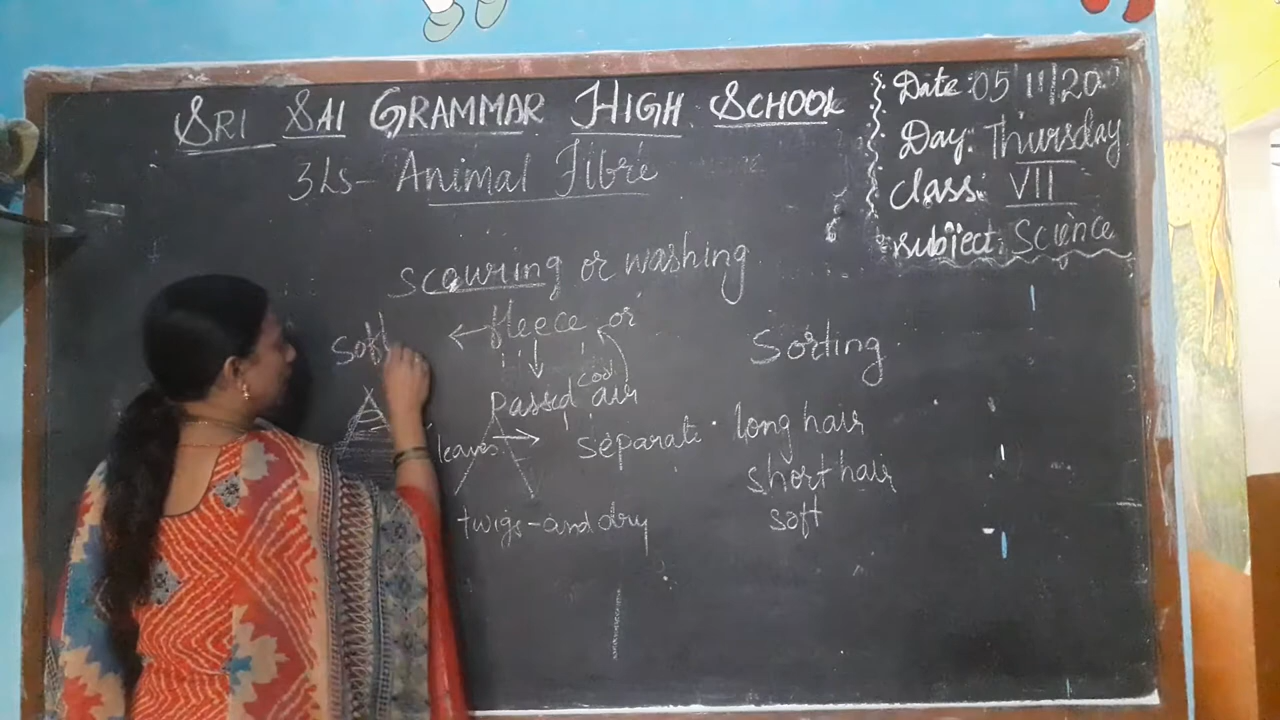 SRI SAI GRAMMAR HIGH SCHOOL
3Ls- Animal Fibre
Date: 05/11/20
Day: Thursday
Class: VII
Subject: Science
scouring or washing
soft
← fleece or
Sorting
cool
Passed air
leaves
separate
long hair
short hair
soft
twigs-and dry